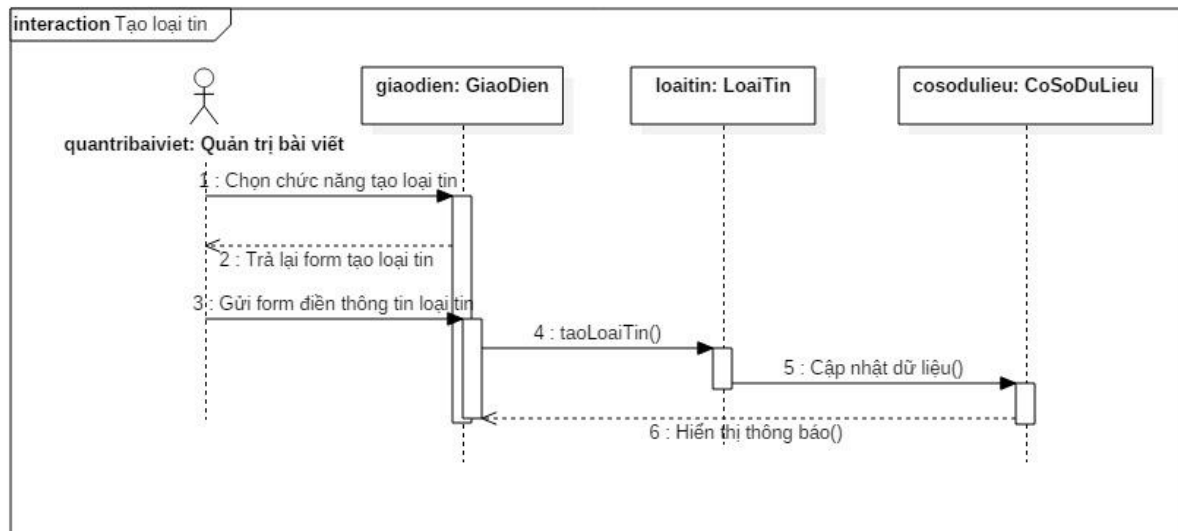 interaction Tạo loại tin
giaodien: GiaoDien
loaitin: LoaiTin
cosodulieu: CoSoDuLieu
quantribaiviet: Quản trị bài viết
1 : Chọn chức năng tạo loại tin
2 : Trả lại form tạo loại tin
3 : Gửi form điền thông tin loại tin
4 : taoLoaiTin()
5 : Cập nhật dữ liệu()
6 : Hiển thị thông báo()